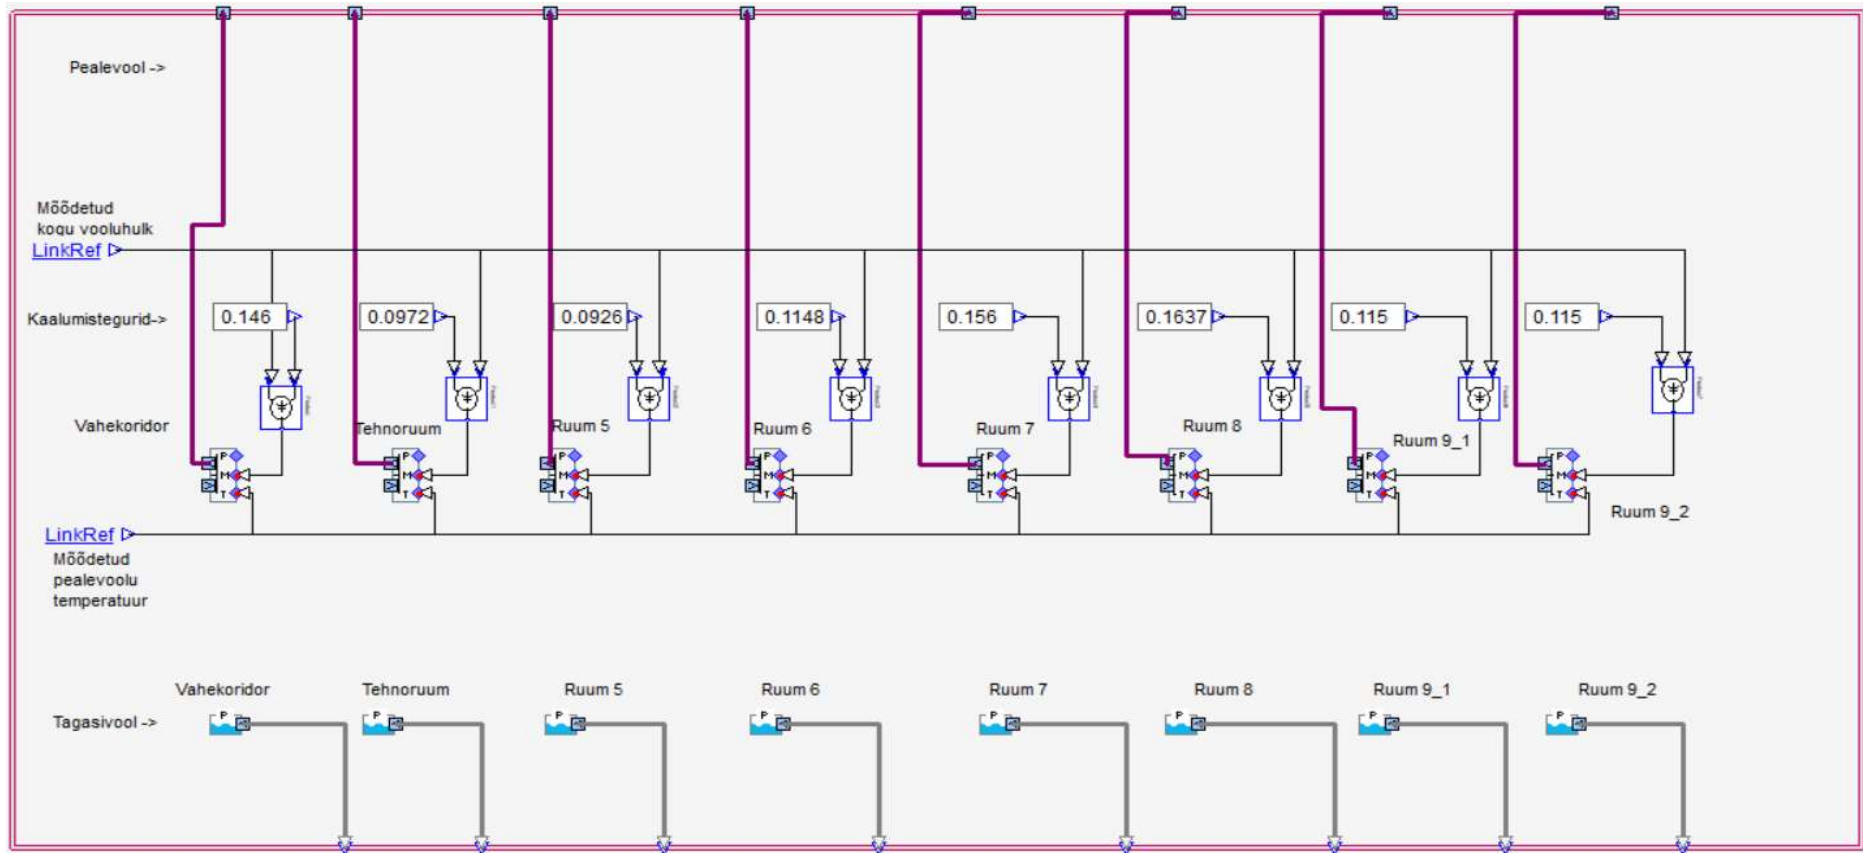 Pealevool ->
Mõõdetud
kogu vooluhulk
LinkRef
Kaalumistegurid-> 0.146 0.0972 0.0926 0.1148 0.156 0.1637 0.115 0.115
Vahekoridor Tehnoruum Ruum 5 Ruum 6 Ruum 7 Ruum 8 Ruum 9_1
P P P P P P P P
M M M M M M M M
T T T T T T T T
Ruum 9_2
LinkRef
Mõõdetud
pealevoolu
temperatuur
Vahekoridor Tehnoruum Ruum 5 Ruum 6 Ruum 7 Ruum 8 Ruum 9_1 Ruum 9_2
Tagasivool -> P P P P P P P P